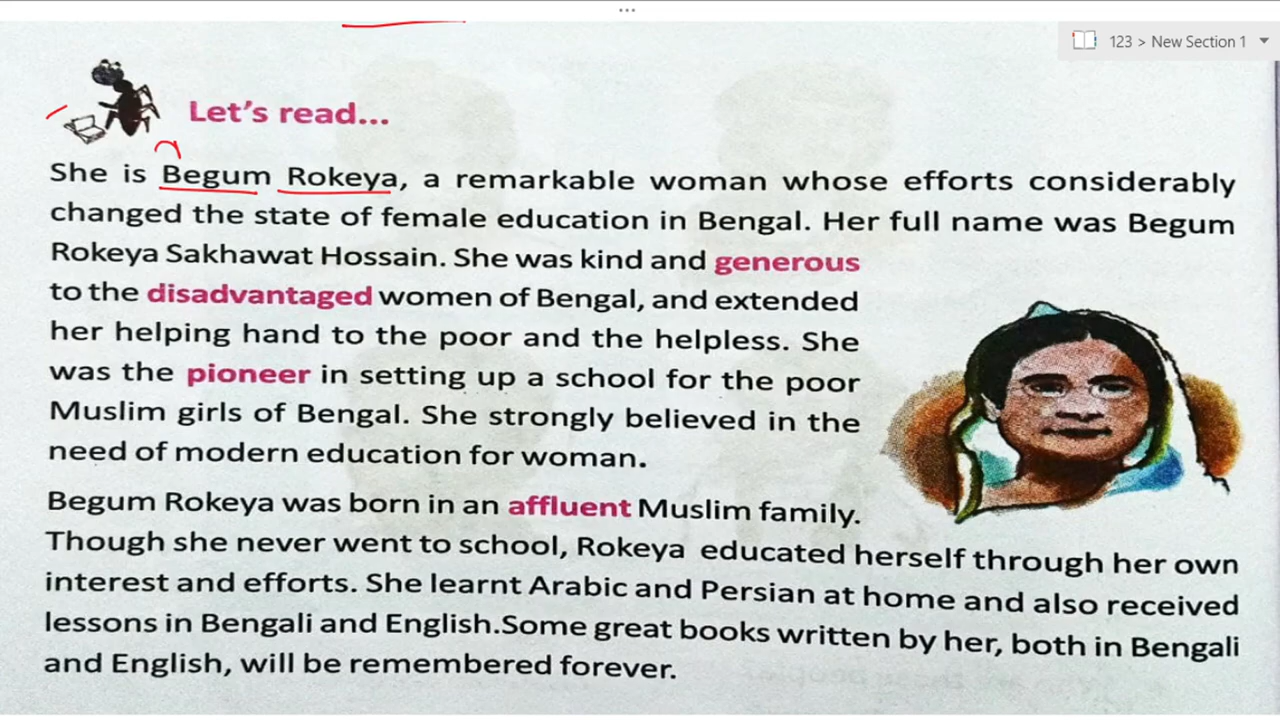 ...
123 > New Section 1
Let's read...
She is Begum Rokeya, a remarkable woman whose efforts considerably
changed the state of female education in Bengal. Her full name was Begum
Rokeya Sakhawat Hossain. She was kind and generous
to the disadvantaged women of Bengal, and extended
her helping hand to the poor and the helpless. She
was the pioneer in setting up a school for the poor
Muslim girls of Bengal. She strongly believed in the
need of modern education for woman.
Begum Rokeya was born in an affluent Muslim family.
Though she never went to school, Rokeya educated herself through her own
interest and efforts. She learnt Arabic and Persian at home and also received
lessons in Bengali and English.Some great books written by her, both in Bengali
and English, will be remembered forever.